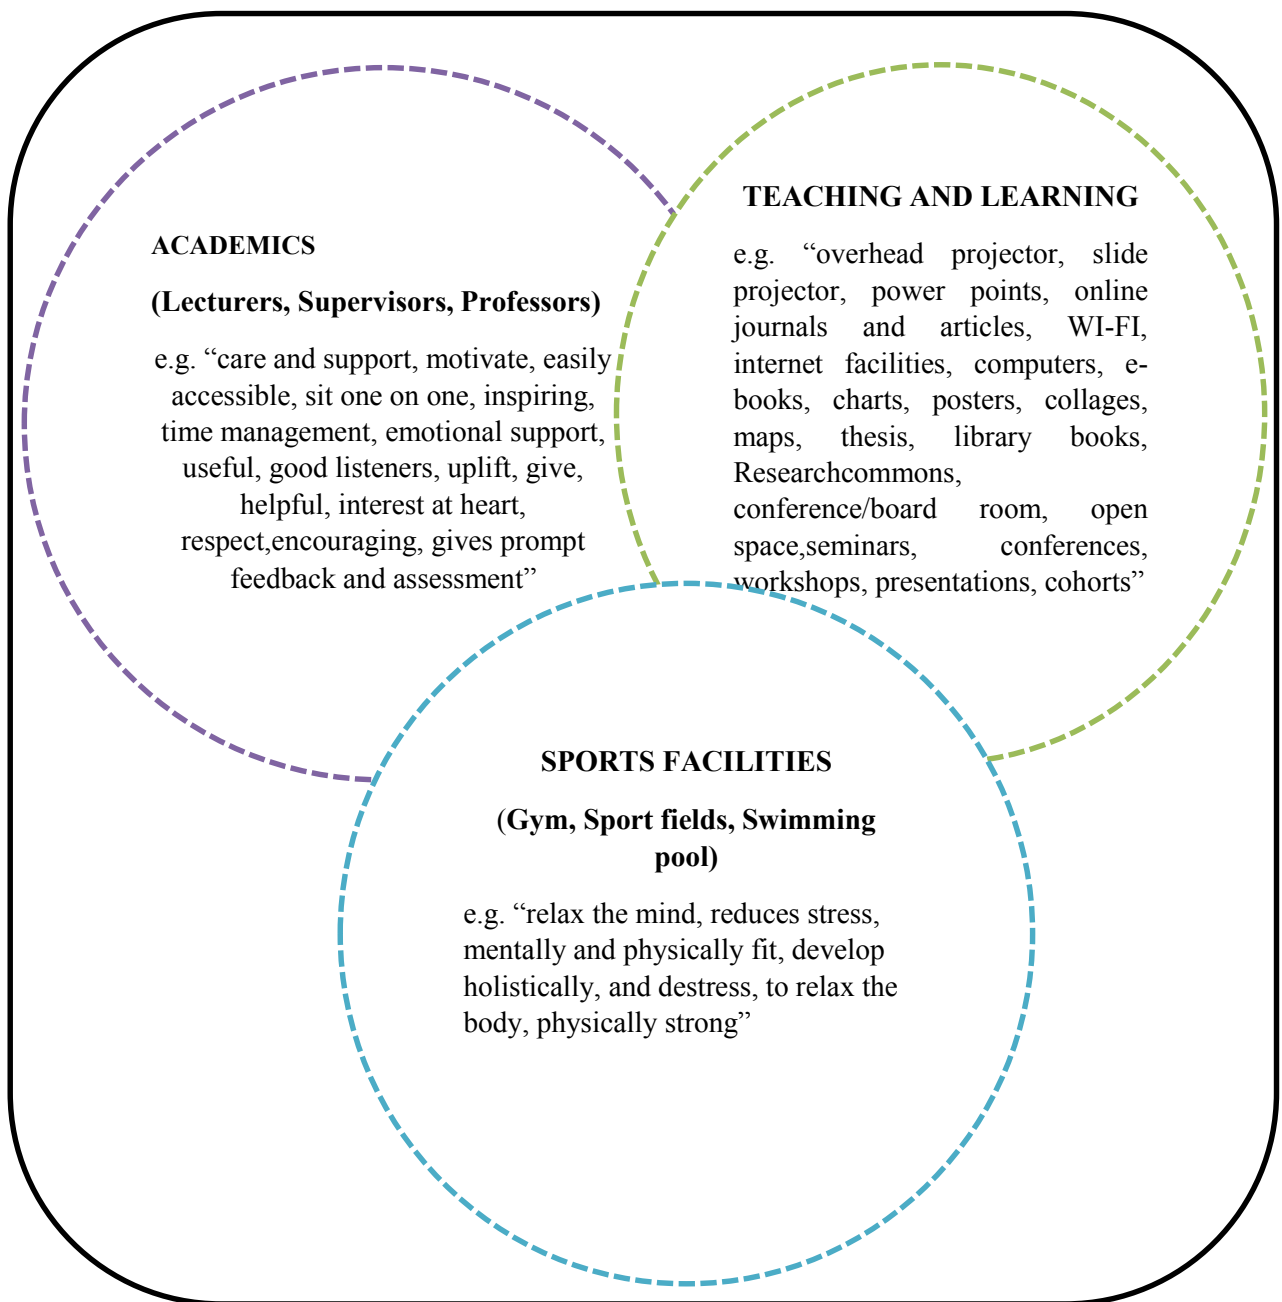 ACADEMICS
(Lecturers, Supervisors, Professors)
e.g. “care and support, motivate, easily
accessible, sit one on one, inspiring,
time management, emotional support,
useful, good listeners, uplift, give,
helpful, interest at heart,
respect,encouraging, gives prompt
feedback and assessment”
TEACHING AND LEARNING
e.g. “overhead projector, slide
projector, power points, online
journals and articles, WI-FI,
internet facilities, computers, e-
books, charts, posters, collages,
maps, thesis, library books,
Researchcommons,
conference/board room, open
space,seminars, conferences,
workshops, presentations, cohorts”
SPORTS FACILITIES
(Gym, Sport fields, Swimming
pool)
e.g. “relax the mind, reduces stress,
mentally and physically fit, develop
holistically, and destress, to relax the
body, physically strong”